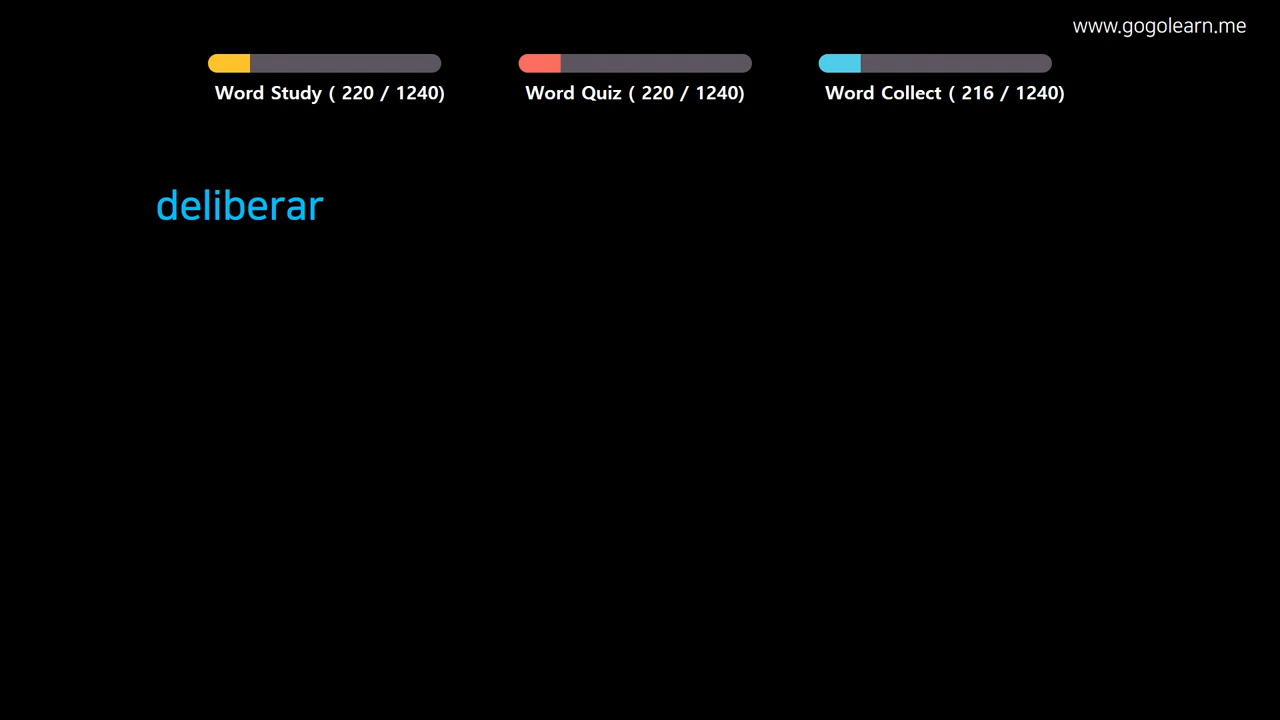 www.gogolearn.me
Word Study ( 220 / 1240)
Word Quiz ( 220 / 1240)
Word Collect ( 216 / 1240)
deliberar